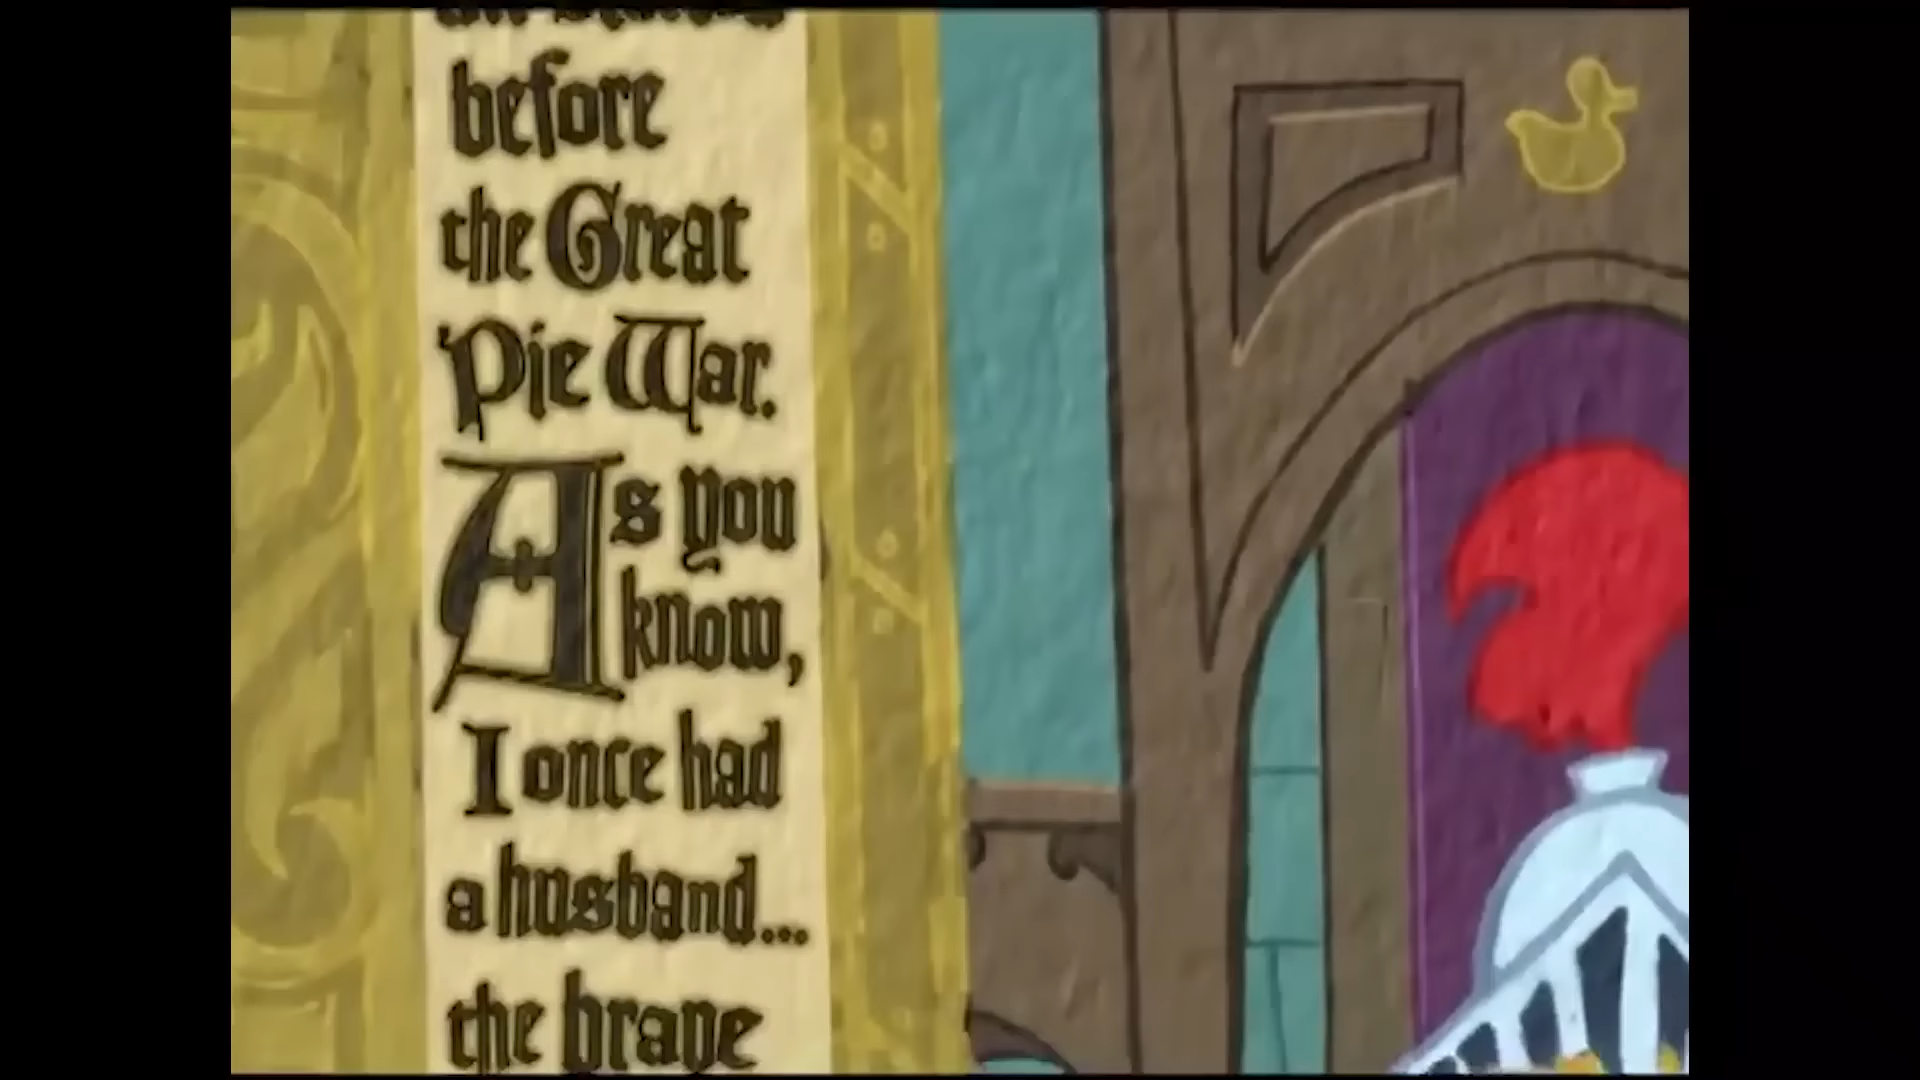 before
the Great
Pie War.
As you
know,
I once had
a husband...
the brave